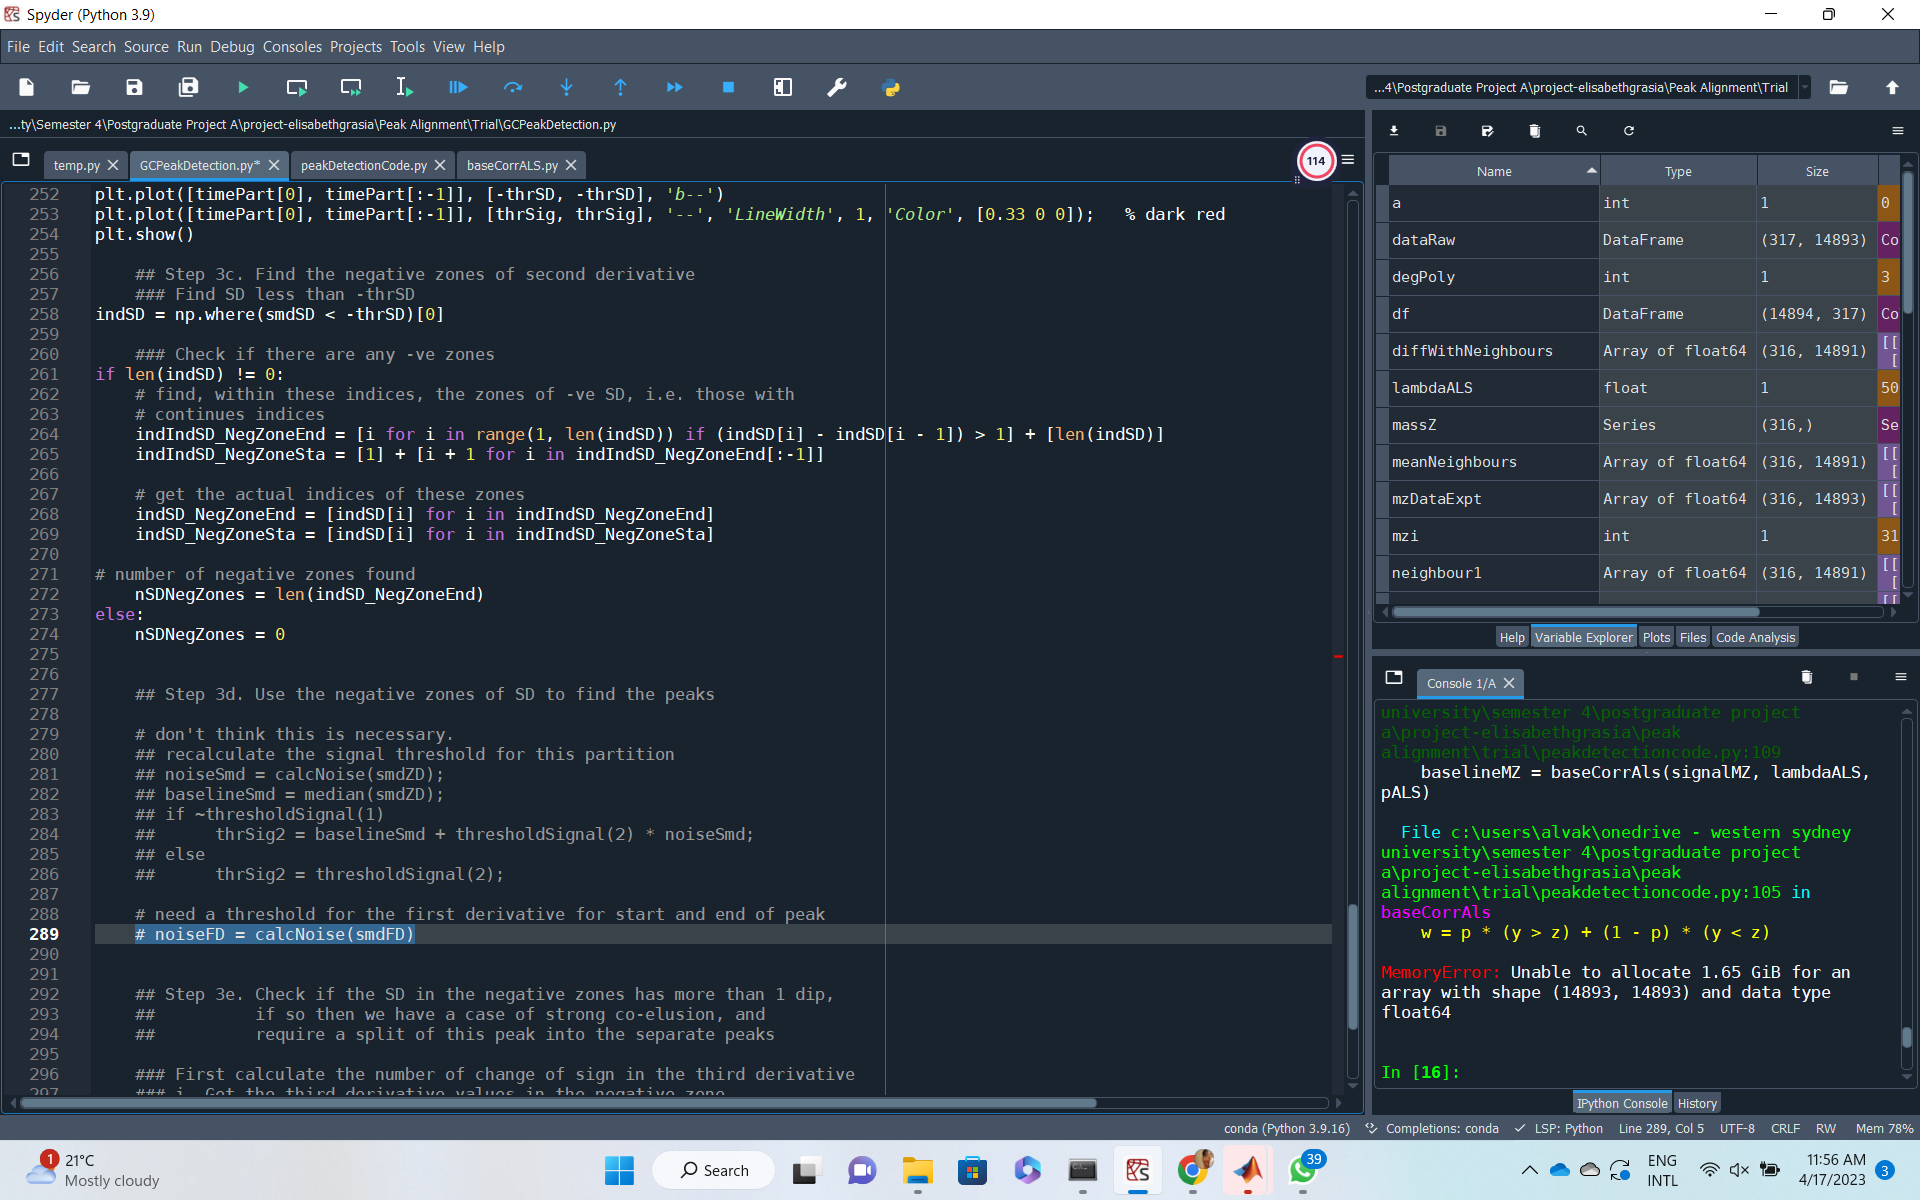 Spyder (Python 3.9)
File Edit Search Source Run Debug Consoles Projects Tools View Help
...4\Postgraduate Project A\project-elisabethgrasia\Peak Alignment\Trial
...ty\Semester 4\Postgraduate Project A\project-elisabethgrasia\Peak Alignment\Trial\GCPeakDetection.py
temp.py GCPeakDetection.py* peakDetectionCode.py baseCorrALS.py
114
252 plt.plot([timePart[0], timePart[:-1]], [-thrSD, -thrSD], 'b--')
253 plt.plot([timePart[0], timePart[:-1]], [thrSig, thrSig], '--', 'LineWidth', 1, 'Color', [0.33 0 0]); % dark red
254 plt.show()
255
256 ## Step 3c. Find the negative zones of second derivative
257 ### Find SD less than -thrSD
258 indSD = np.where(smdSD < -thrSD)[0]
259
260 ### Check if there are any -ve zones
261 if len(indSD) != 0:
262 # find, within these indices, the zones of -ve SD, i.e. those with
263 # continues indices
264 indIndSD_NegZoneEnd = [i for i in range(1, len(indSD)) if (indSD[i] - indSD[i - 1]) > 1] + [len(indSD)]
265 indIndSD_NegZoneSta = [1] + [i + 1 for i in indIndSD_NegZoneEnd[:-1]]
266
267 # get the actual indices of these zones
268 indSD_NegZoneEnd = [indSD[i] for i in indIndSD_NegZoneEnd]
269 indSD_NegZoneSta = [indSD[i] for i in indIndSD_NegZoneSta]
270
271 # number of negative zones found
272 nSDNegZones = len(indSD_NegZoneEnd)
273 else:
274 nSDNegZones = 0
275
276
277 ## Step 3d. Use the negative zones of SD to find the peaks
278
279 # don't think this is necessary.
280 ## recalculate the signal threshold for this partition
281 ## noiseSmd = calcNoise(smdZD);
282 ## baselineSmd = median(smdZD);
283 ## if ~thresholdSignal(1)
284 ## thrSig2 = baselineSmd + thresholdSignal(2) * noiseSmd;
285 ## else
286 ## thrSig2 = thresholdSignal(2);
287
288 # need a threshold for the first derivative for start and end of peak
289 # noiseFD = calcNoise(smdFD)
290
291
292 ## Step 3e. Check if the SD in the negative zones has more than 1 dip,
293 ## if so then we have a case of strong co-elusion, and
294 ## require a split of this peak into the separate peaks
295
296 ### First calculate the number of change of sign in the third derivative
297 ### i. Get the third derivative values in the negative zone
Name Type Size
a int 1 0
dataRaw DataFrame (317, 14893) Co
degPoly int 1 3
df DataFrame (14894, 317) Co
diffWithNeighbours Array of float64 (316, 14891) [[
[
lambdaALS float 1 50
massZ Series (316,) Se
meanNeighbours Array of float64 (316, 14891) [[
[
mzDataExpt Array of float64 (316, 14893) [[
[
mzi int 1 31
neighbour1 Array of float64 (316, 14891) [[
[
[[
Help Variable Explorer Plots Files Code Analysis
Console 1/A
university\semester 4\postgraduate project
a\project-elisabethgrasia\peak
alignment\trial\peakdetectioncode.py:109
baselineMZ = baseCorrAls(signalMZ, lambdaALS,
pALS)
File c:\users\alvak\onedrive - western sydney
university\semester 4\postgraduate project
a\project-elisabethgrasia\peak
alignment\trial\peakdetectioncode.py:105 in
baseCorrAls
w = p * (y > z) + (1 - p) * (y < z)
MemoryError: Unable to allocate 1.65 GiB for an
array with shape (14893, 14893) and data type
float64
In [16]:
IPython Console History
conda (Python 3.9.16) Completions: conda LSP: Python Line 289, Col 5 UTF-8 CRLF RW Mem 78%
1
21°C
Mostly cloudy
Search
39
ENG
INTL
11:56 AM
4/17/2023
3